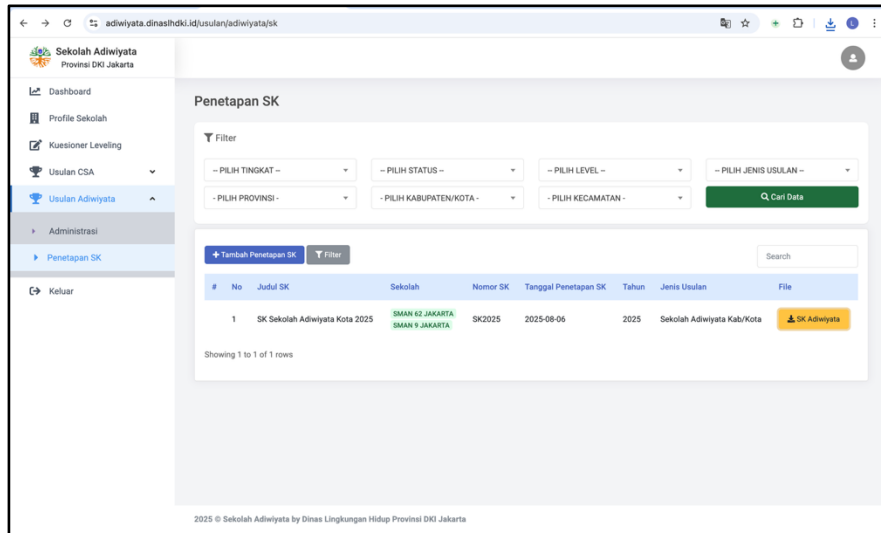 adiwiyata.dinaslhdki.id/usulan/adiwiyata/sk
L
Sekolah Adiwiyata
Provinsi DKI Jakarta
Dashboard
Profile Sekolah
Kuesioner Leveling
Usulan CSA
Usulan Adiwiyata
Administrasi
Penetapan SK
Keluar
Penetapan SK
Filter
-- PILIH TINGKAT --
-- PILIH STATUS --
-- PILIH LEVEL --
-- PILIH JENIS USULAN --
- PILIH PROVINSI -
- PILIH KABUPATEN/KOTA -
- PILIH KECAMATAN -
Cari Data
+ Tambah Penetapan SK
Filter
Search
# No Judul SK Sekolah Nomor SK Tanggal Penetapan SK Tahun Jenis Usulan File
1 SK Sekolah Adiwiyata Kota 2025 SMAN 62 JAKARTA SK2025 2025-08-06 2025 Sekolah Adiwiyata Kab/Kota SK Adiwiyata
SMAN 9 JAKARTA
Showing 1 to 1 of 1 rows
2025 © Sekolah Adiwiyata by Dinas Lingkungan Hidup Provinsi DKI Jakarta